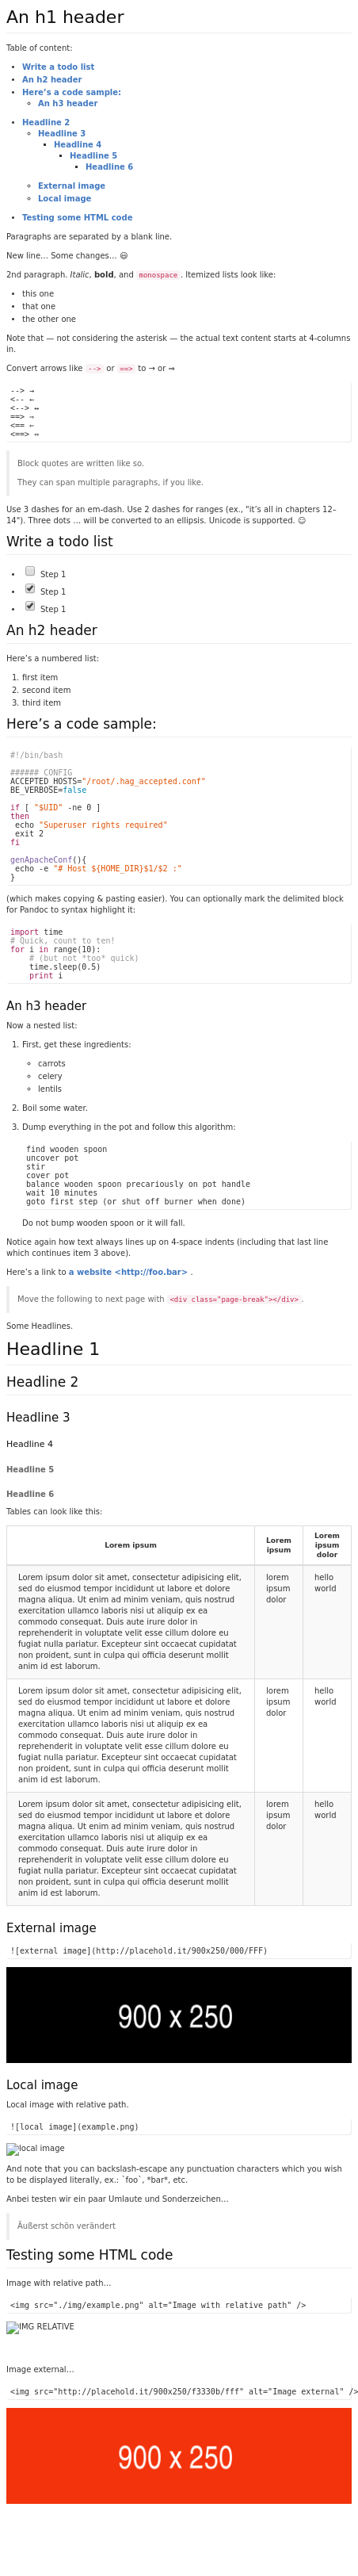 An h1 header
Table of content:
Write a todo list
An h2 header
Here’s a code sample:
An h3 header
Headline 2
Headline 3
Headline 4
Headline 5
Headline 6
External image
Local image
Testing some HTML code
Paragraphs are separated by a blank line.
New line… Some changes… 😃
2nd paragraph. Italic, bold, and monospace . Itemized lists look like:
this one
that one
the other one
Note that — not considering the asterisk — the actual text content starts at 4-columns
in.
Convert arrows like --> or ==> to → or ⇒
--> →
<-- ←
<--> ↔
==> ⇒
<== ⇐
<==> ⇔
Block quotes are written like so.
They can span multiple paragraphs, if you like.
Use 3 dashes for an em-dash. Use 2 dashes for ranges (ex., "it’s all in chapters 12–
14"). Three dots … will be converted to an ellipsis. Unicode is supported. ☺
Write a todo list
Step 1
Step 1
Step 1
An h2 header
Here’s a numbered list:
1. first item
2. second item
3. third item
Here’s a code sample:
#!/bin/bash
###### CONFIG
ACCEPTED_HOSTS="/root/.hag_accepted.conf"
BE_VERBOSE=false
if [ "$UID" -ne 0 ]
then
echo "Superuser rights required"
exit 2
fi
genApacheConf(){
echo -e "# Host ${HOME_DIR}$1/$2 :"
}
(which makes copying & pasting easier). You can optionally mark the delimited block
for Pandoc to syntax highlight it:
import time
# Quick, count to ten!
for i in range(10):
# (but not *too* quick)
time.sleep(0.5)
print i
An h3 header
Now a nested list:
1. First, get these ingredients:
carrots
celery
lentils
2. Boil some water.
3. Dump everything in the pot and follow this algorithm:
find wooden spoon
uncover pot
stir
cover pot
balance wooden spoon precariously on pot handle
wait 10 minutes
goto first step (or shut off burner when done)
Do not bump wooden spoon or it will fall.
Notice again how text always lines up on 4-space indents (including that last line
which continues item 3 above).
Here’s a link to a website <http://foo.bar> .
Move the following to next page with <div class="page-break"></div> .
Some Headlines.
Headline 1
Headline 2
Headline 3
Headline 4
Headline 5
Headline 6
Tables can look like this:
Lorem ipsum | Lorem ipsum | Lorem ipsum dolor
Lorem ipsum dolor sit amet, consectetur adipisicing elit, | lorem | hello
sed do eiusmod tempor incididunt ut labore et dolore | ipsum | world
magna aliqua. Ut enim ad minim veniam, quis nostrud | dolor
exercitation ullamco laboris nisi ut aliquip ex ea
commodo consequat. Duis aute irure dolor in
reprehenderit in voluptate velit esse cillum dolore eu
fugiat nulla pariatur. Excepteur sint occaecat cupidatat
non proident, sunt in culpa qui officia deserunt mollit
anim id est laborum.
Lorem ipsum dolor sit amet, consectetur adipisicing elit, | lorem | hello
sed do eiusmod tempor incididunt ut labore et dolore | ipsum | world
magna aliqua. Ut enim ad minim veniam, quis nostrud | dolor
exercitation ullamco laboris nisi ut aliquip ex ea
commodo consequat. Duis aute irure dolor in
reprehenderit in voluptate velit esse cillum dolore eu
fugiat nulla pariatur. Excepteur sint occaecat cupidatat
non proident, sunt in culpa qui officia deserunt mollit
anim id est laborum.
Lorem ipsum dolor sit amet, consectetur adipisicing elit, | lorem | hello
sed do eiusmod tempor incididunt ut labore et dolore | ipsum | world
magna aliqua. Ut enim ad minim veniam, quis nostrud | dolor
exercitation ullamco laboris nisi ut aliquip ex ea
commodo consequat. Duis aute irure dolor in
reprehenderit in voluptate velit esse cillum dolore eu
fugiat nulla pariatur. Excepteur sint occaecat cupidatat
non proident, sunt in culpa qui officia deserunt mollit
anim id est laborum.
External image
![external image](http://placehold.it/900x250/000/FFF)
900 x 250
Local image
Local image with relative path.
![local image](example.png)
local image
And note that you can backslash-escape any punctuation characters which you wish
to be displayed literally, ex.: `foo`, *bar*, etc.
Anbei testen wir ein paar Umlaute und Sonderzeichen…
Äußerst schön verändert
Testing some HTML code
Image with relative path…
<img src="./img/example.png" alt="Image with relative path" />
IMG RELATIVE
Image external…
<img src="http://placehold.it/900x250/f3330b/fff" alt="Image external" />
900 x 250